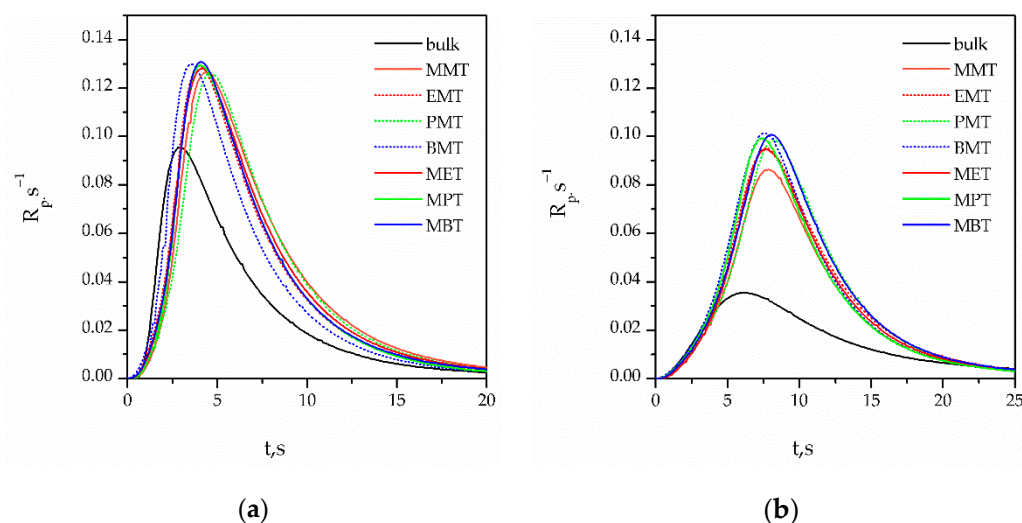 0.14
0.12
0.10
0.08
0.06
0.04
0.02
0.00
R_p, s^-1
bulk
MMT
EMT
PMT
BMT
MET
MPT
MBT
0 5 10 15 20
t,s
(a)
0.14
0.12
0.10
0.08
0.06
0.04
0.02
0.00
R_p, s^-1
bulk
MMT
EMT
PMT
BMT
MET
MPT
MBT
0 5 10 15 20 25
t,s
(b)